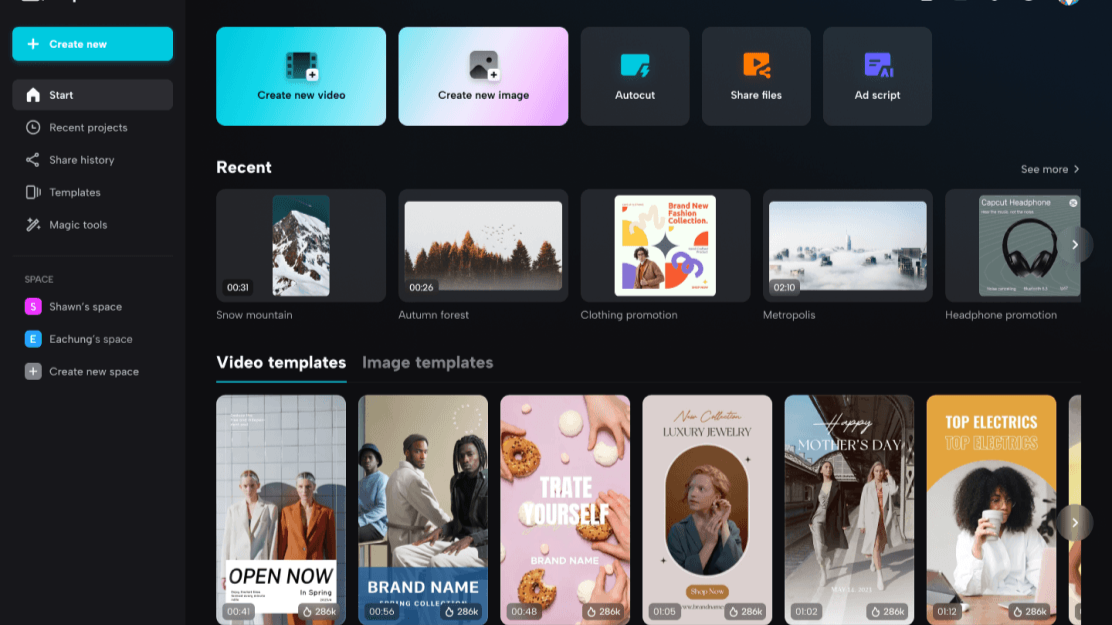 Create new
Start
Recent projects
Share history
Templates
Magic tools
SPACE
S Shawn's space
E Eachung's space
Create new space
Create new video
Create new image
Autocut
Share files
AI
Ad script
Recent
See more
00:31
Snow mountain
00:26
Autumn forest
Brand New
Fashion
Collection.
Clothing promotion
02:10
Metropolis
Capcut Headphone
Headphone promotion
Video templates
Image templates
OPEN NOW
In Spring
00:41
286k
BRAND NAME
SPRING COLLECTION
00:56
286k
TRATE
YOURSELF
BRAND NAME
00:48
286k
New Collection
LUXURY JEWELRY
Shop Now
01:05
286k
Happy
MOTHER'S DAY
01:02
286k
TOP ELECTRICS
TOP ELECTRICS
01:12
286k